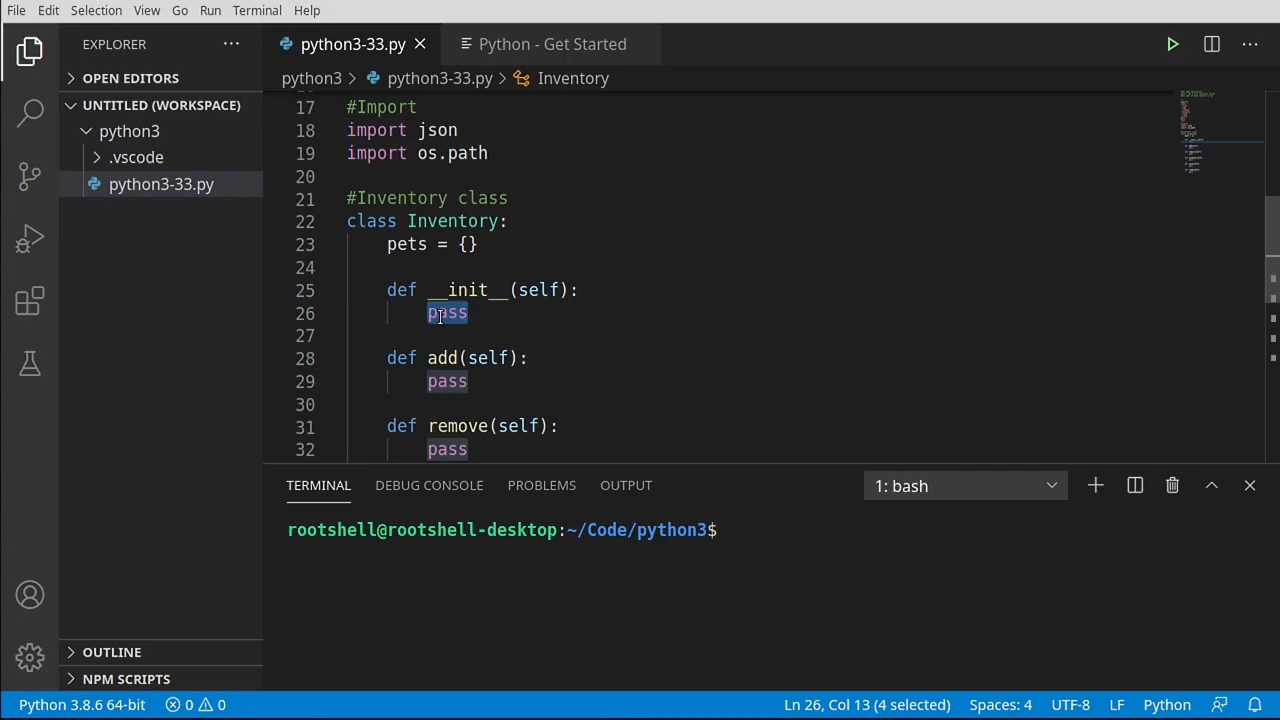 File Edit Selection View Go Run Terminal Help
EXPLORER
OPEN EDITORS
UNTITLED (WORKSPACE)
python3
.vscode
python3-33.py
OUTLINE
NPM SCRIPTS
python3-33.py Python - Get Started
python3 > python3-33.py > Inventory
17 #Import
18 import json
19 import os.path
20
21 #Inventory class
22 class Inventory:
23 pets = {}
24
25 def __init__(self):
26 pass
27
28 def add(self):
29 pass
30
31 def remove(self):
32 pass
TERMINAL DEBUG CONSOLE PROBLEMS OUTPUT 1: bash
rootshell@rootshell-desktop:~/Code/python3$
Python 3.8.6 64-bit 0 0 Ln 26, Col 13 (4 selected) Spaces: 4 UTF-8 LF Python